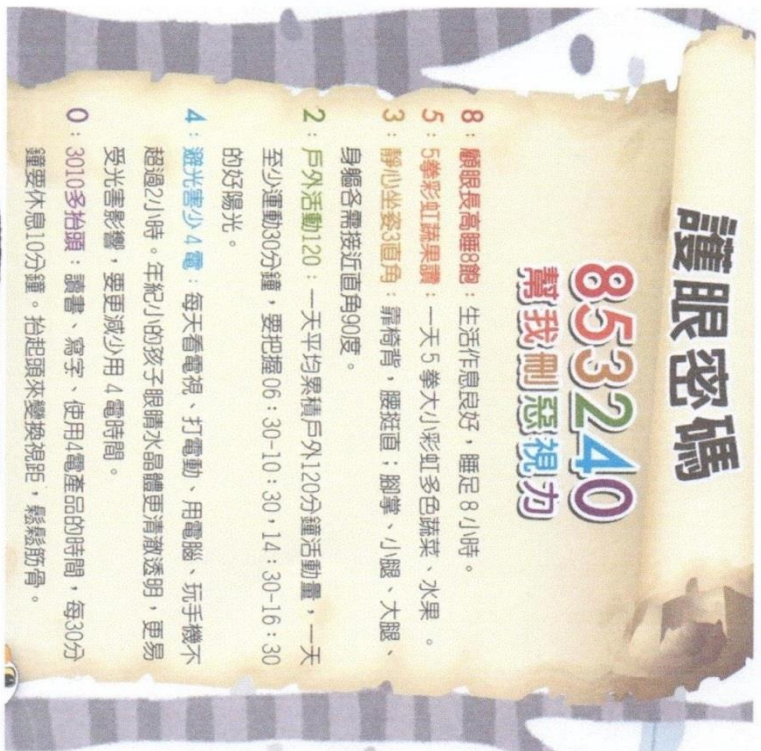 護眼密碼
853240
幫我刪惡視力
8：顧眼長高睡8飽：生活作息良好，睡足 8 小時。
5：5拳彩虹蔬果讚：一天 5 拳大小彩虹多色蔬菜、水果 。
3：靜心坐姿3直角：靠椅背，腰挺直；腳掌、小腿、大腿、
身軀各需接近直角90度。
2：戶外活動120：一天平均累積戶外120分鐘活動量，一天
至少運動30分鐘，要把握06：30-10：30，14：30-16：30
的好陽光。
4：避光害少 4 電：每天看電視、打電動、用電腦、玩手機不
超過2小時。年紀小的孩子眼睛水晶體更清澈透明，更易
受光害影響，要更減少用 4 電時間。
0：3010多抬頭：讀書、寫字、使用4電產品的時間，每30分
鐘要休息10分鐘。抬起頭來變換視距，鬆鬆筋骨。